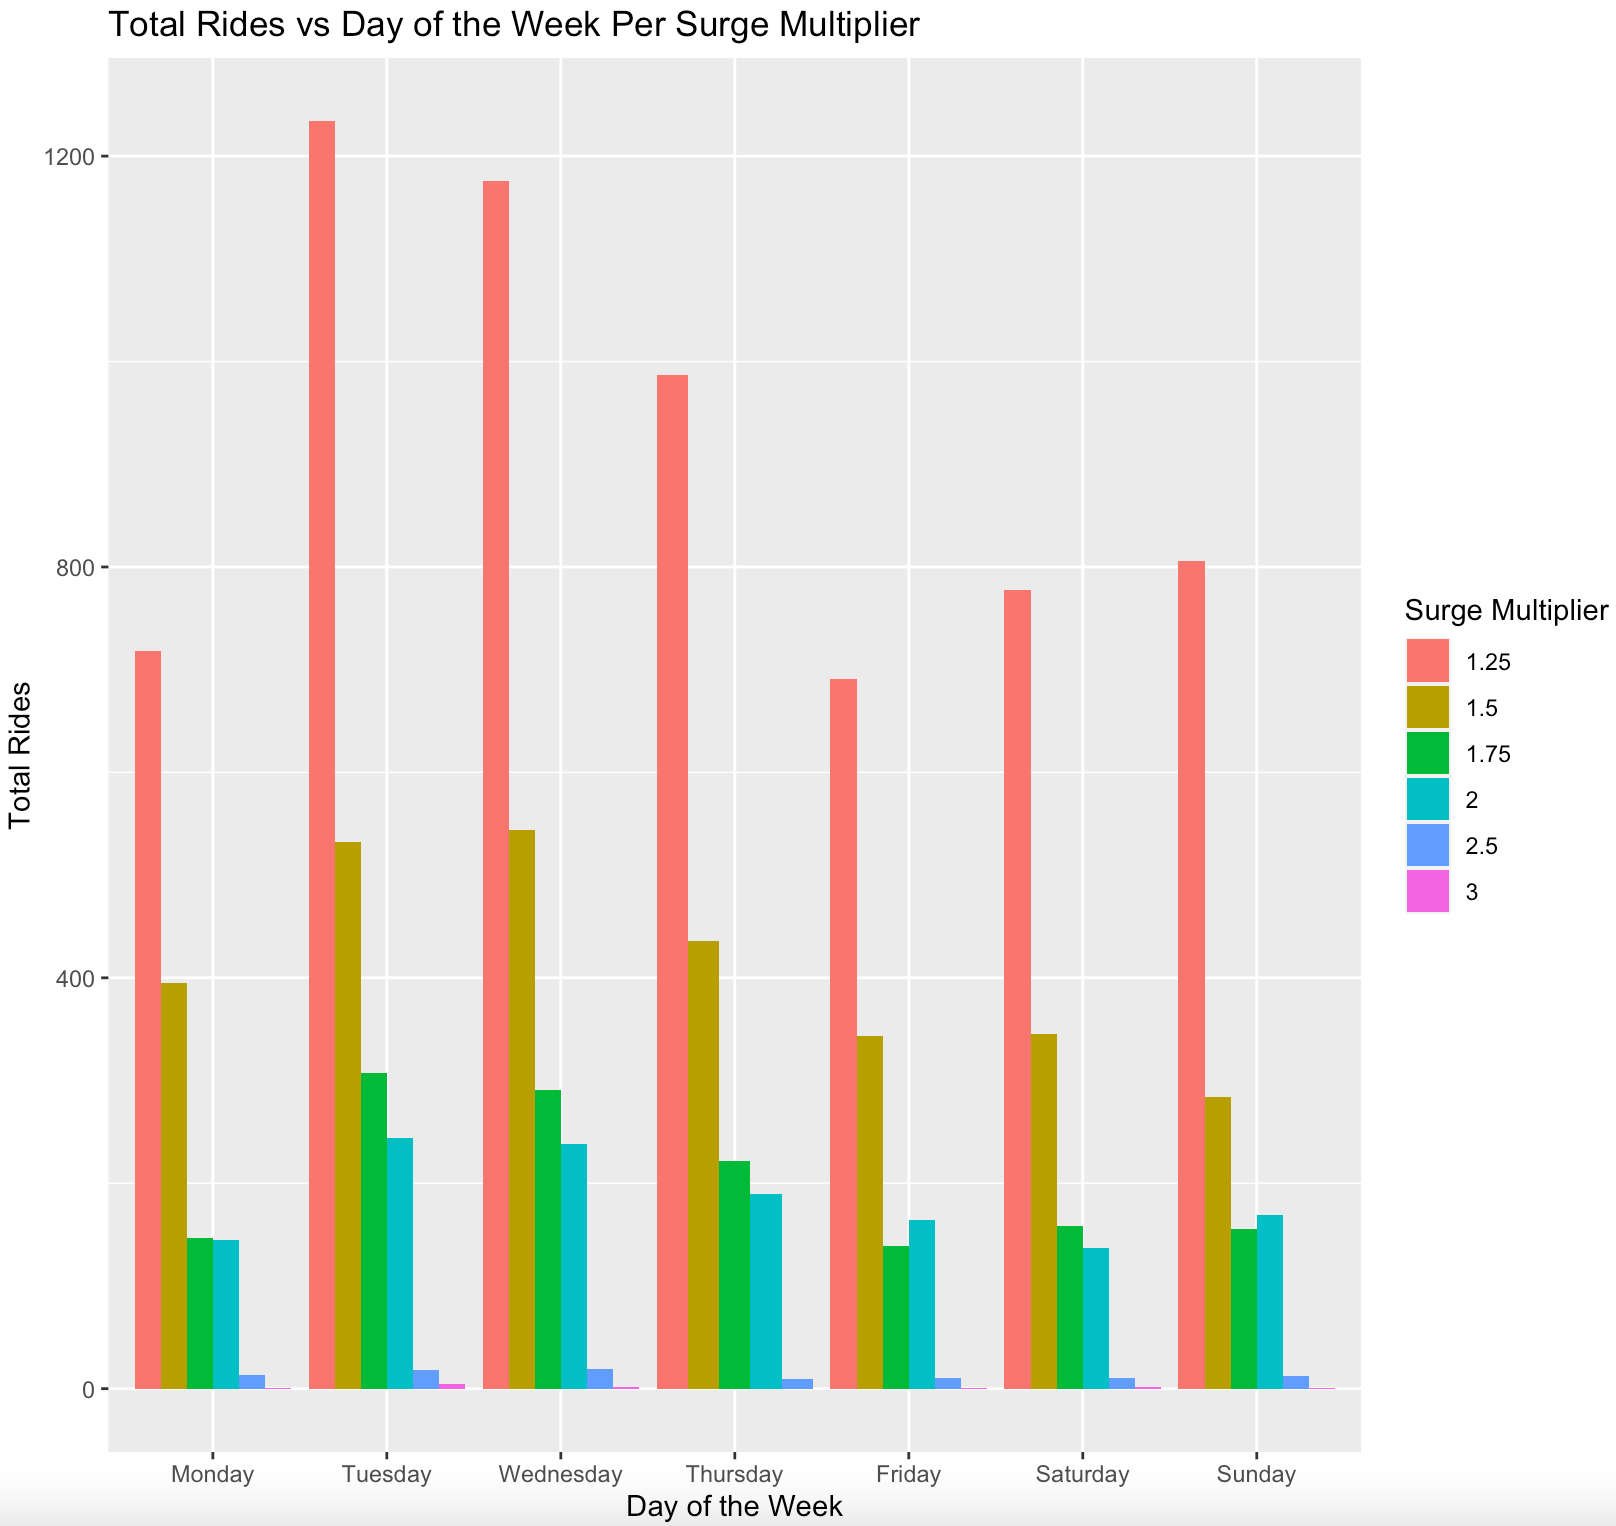 Total Rides vs Day of the Week Per Surge Multiplier
Total Rides
1200
800
400
0
Monday Tuesday Wednesday Thursday Friday Saturday Sunday
Day of the Week
Surge Multiplier
1.25
1.5
1.75
2
2.5
3